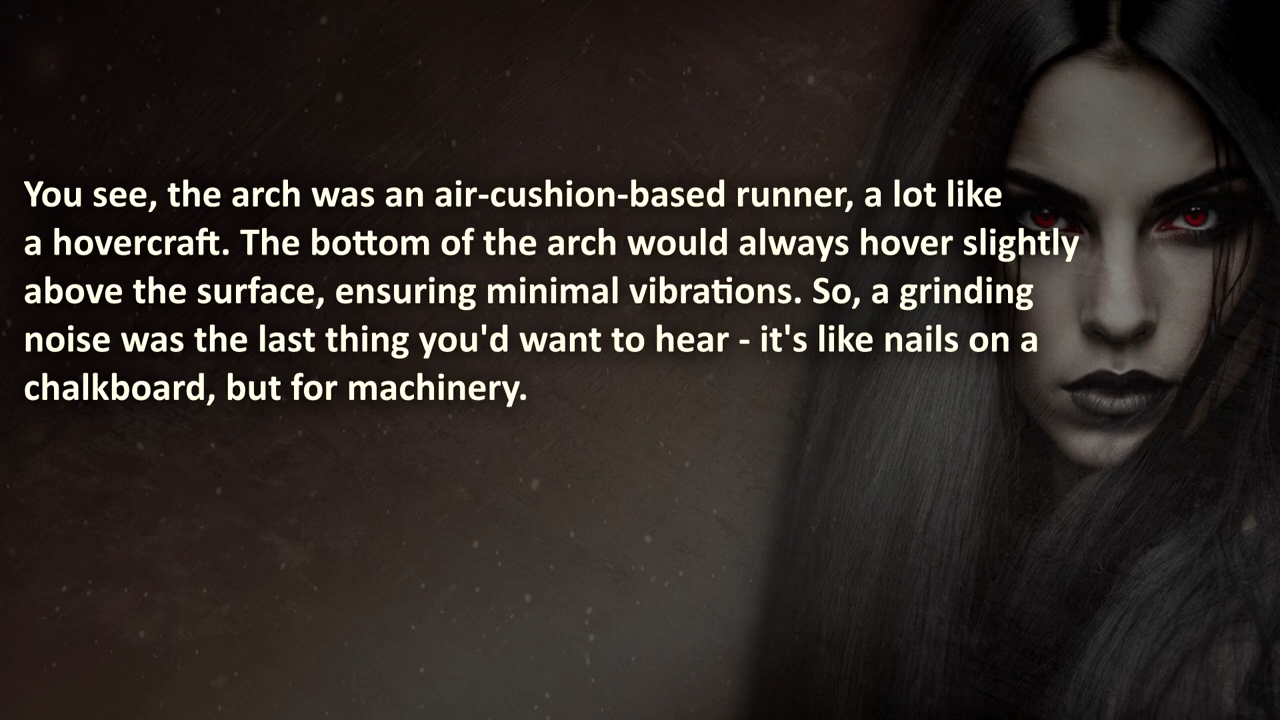 You see, the arch was an air-cushion-based runner, a lot like
a hovercraft. The bottom of the arch would always hover slightly
above the surface, ensuring minimal vibrations. So, a grinding
noise was the last thing you'd want to hear - it's like nails on a
chalkboard, but for machinery.